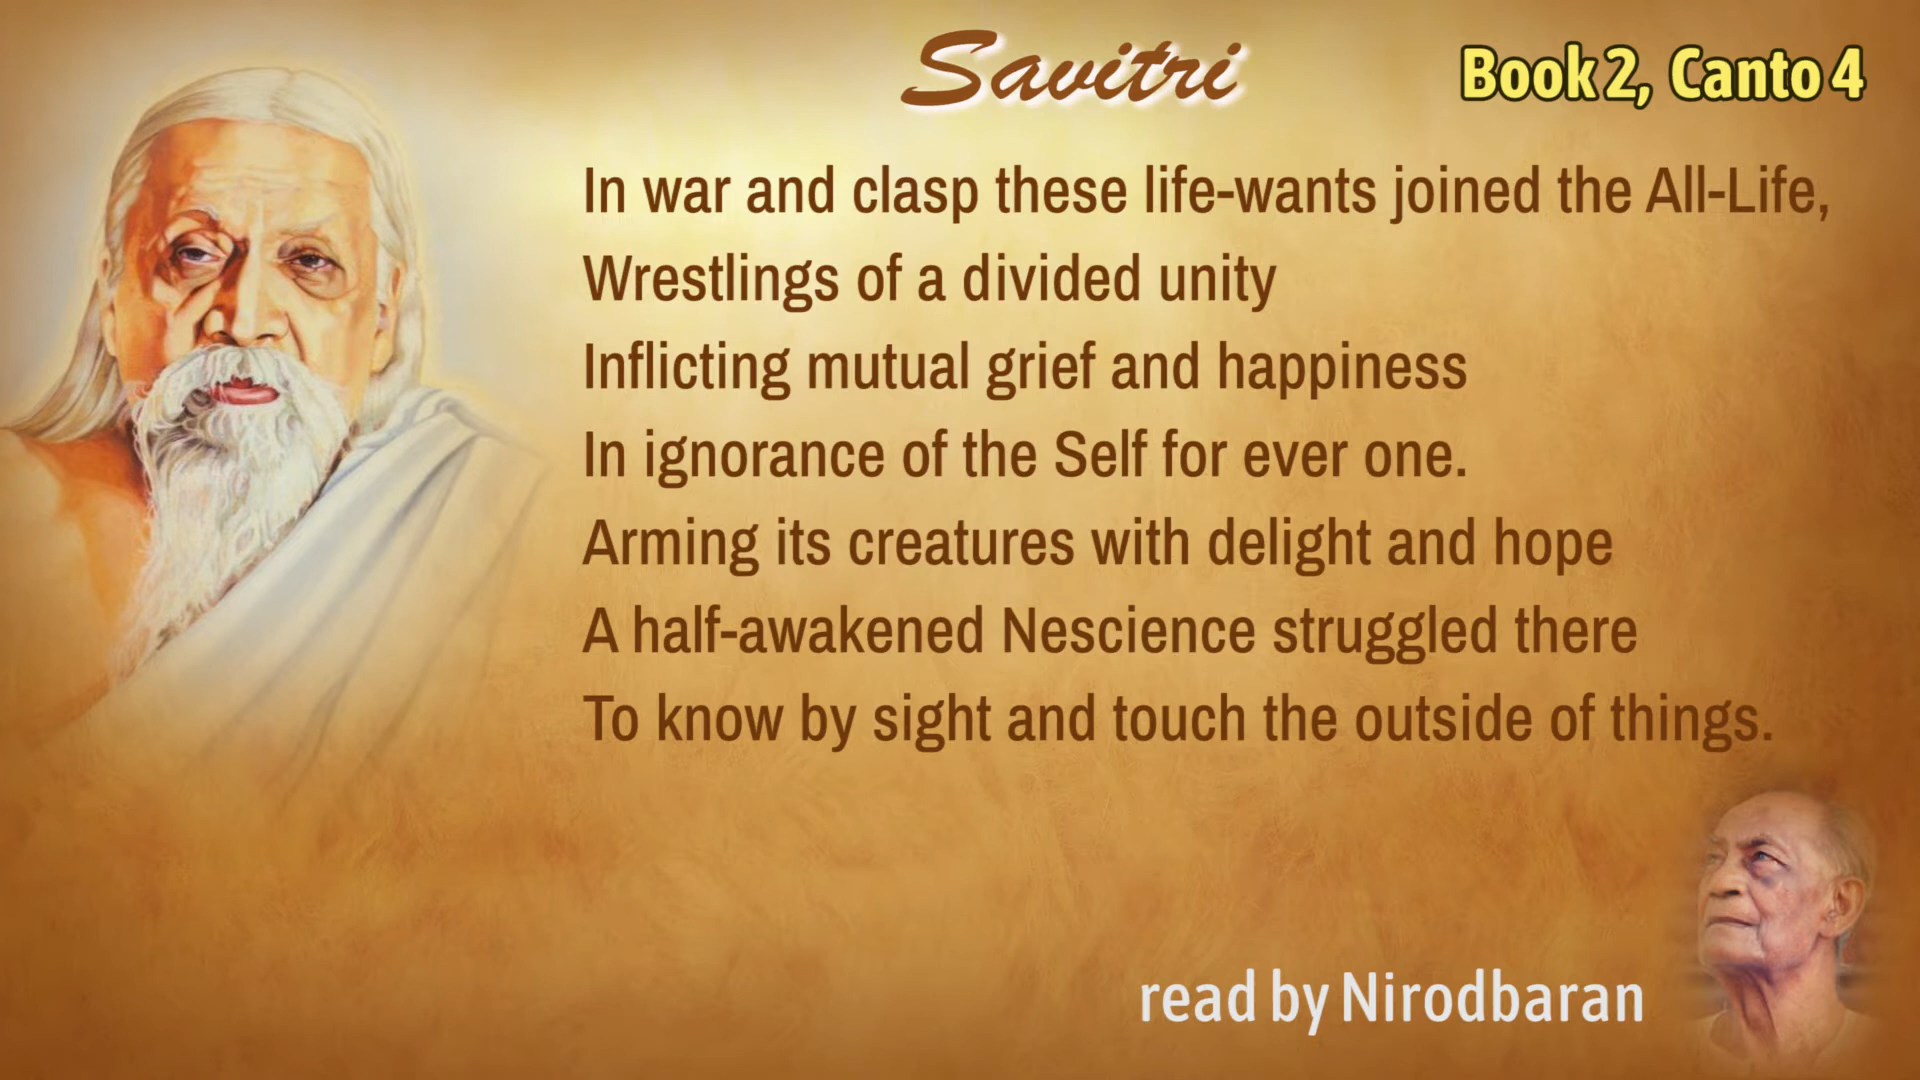 Savitri
Book 2, Canto 4
In war and clasp these life-wants joined the All-Life,
Wrestlings of a divided unity
Inflicting mutual grief and happiness
In ignorance of the Self for ever one.
Arming its creatures with delight and hope
A half-awakened Nescience struggled there
To know by sight and touch the outside of things.
read by Nirodbaran